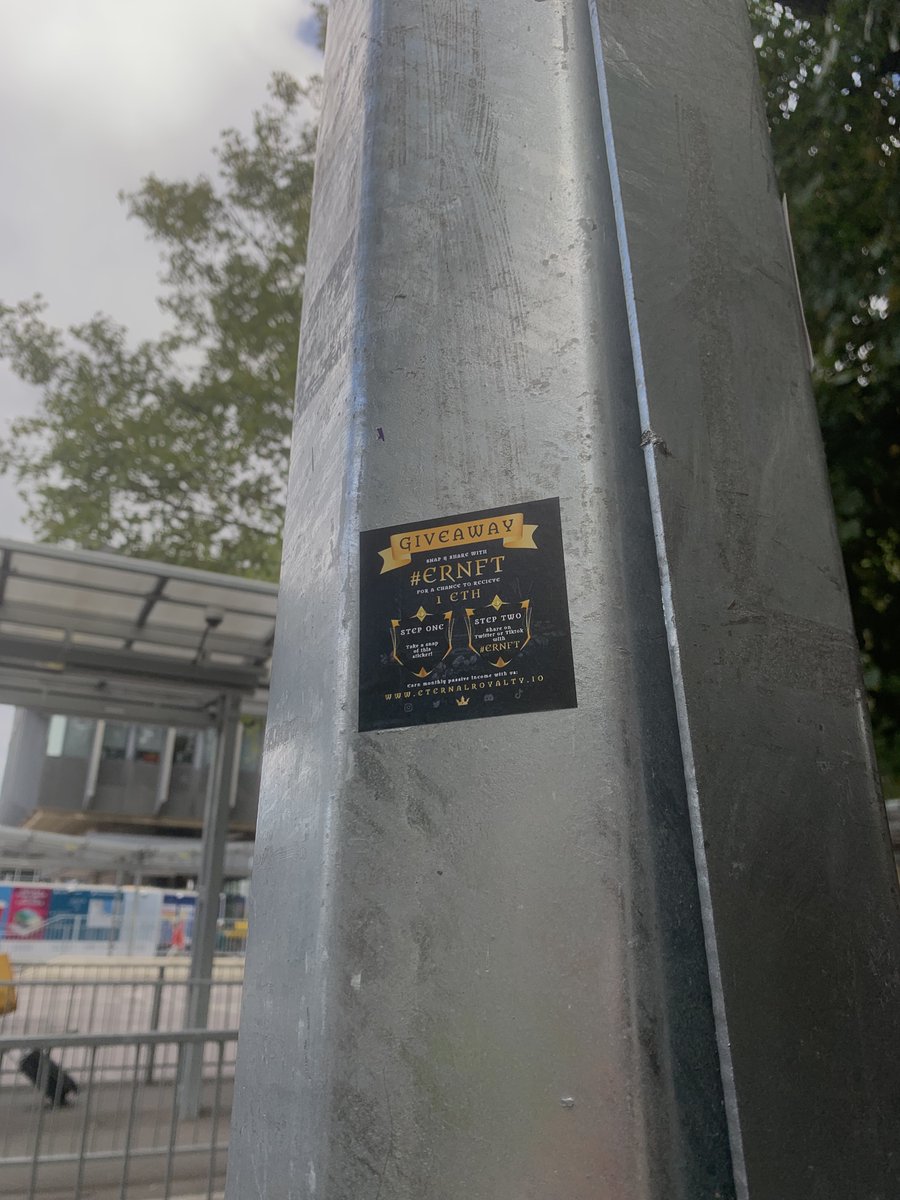 GIVEAWAY
SNAP & SHARE WITH
#ERNFT
FOR A CHANCE TO RECIEVE
1 ETH
STEP ONE
Take a snap
of this
sticker!
STEP TWO
Share on
Twitter or Tiktok
with
#ERNFT
Earn monthly passive income with us:
WWW.ETERNALROYALTY.IO